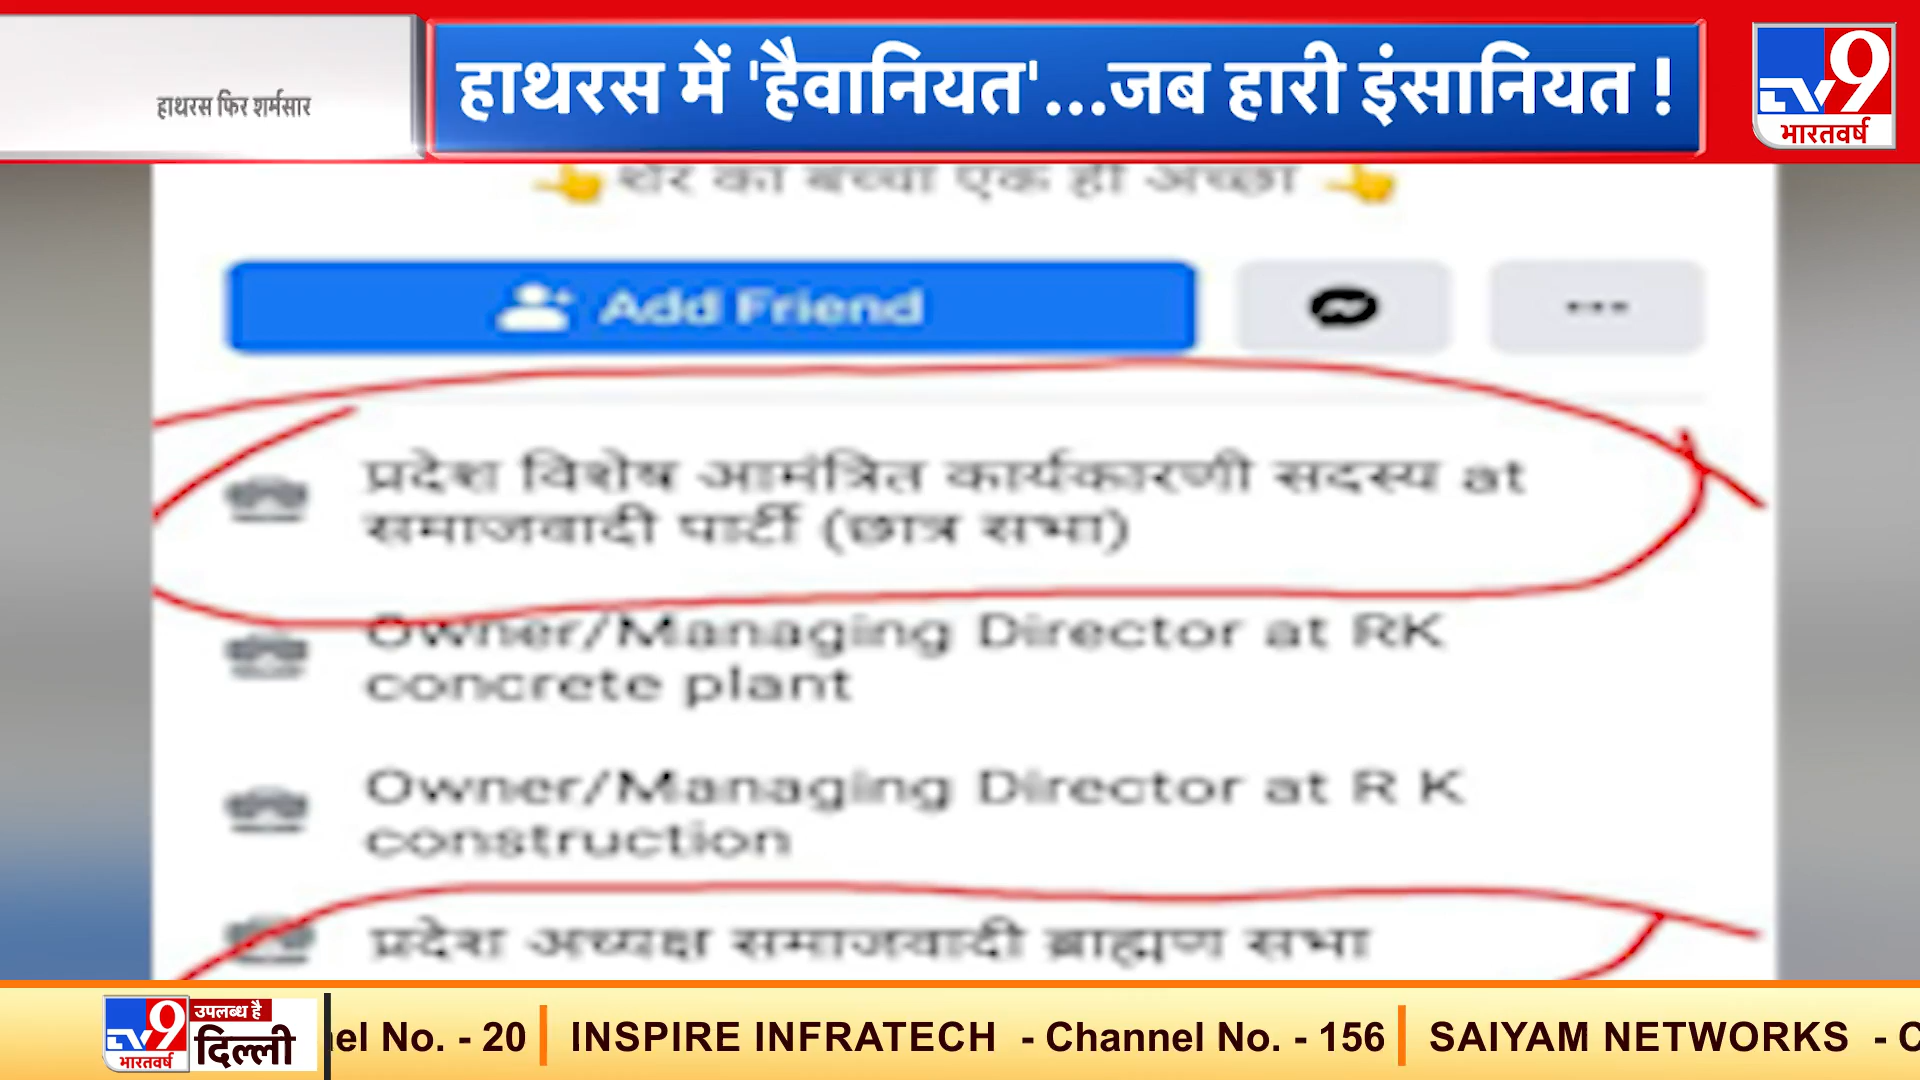 हाथरस फिर शर्मसार
हाथरस में 'हैवानियत'...जब हारी इंसानियत !
TV9
भारतवर्ष
शेर का बच्चा एक ही अच्छा
Add Friend
प्रदेश विशेष आमंत्रित कार्यकारणी सदस्य at
समाजवादी पार्टी (छात्र सभा)
Owner/Managing Director at RK
concrete plant
Owner/Managing Director at R K
construction
प्रदेश अध्यक्ष समाजवादी ब्राह्मण सभा
TV9
भारतवर्ष
उपलब्ध है
दिल्ली
el No. - 20 | INSPIRE INFRATECH - Channel No. - 156 | SAIYAM NETWORKS - C